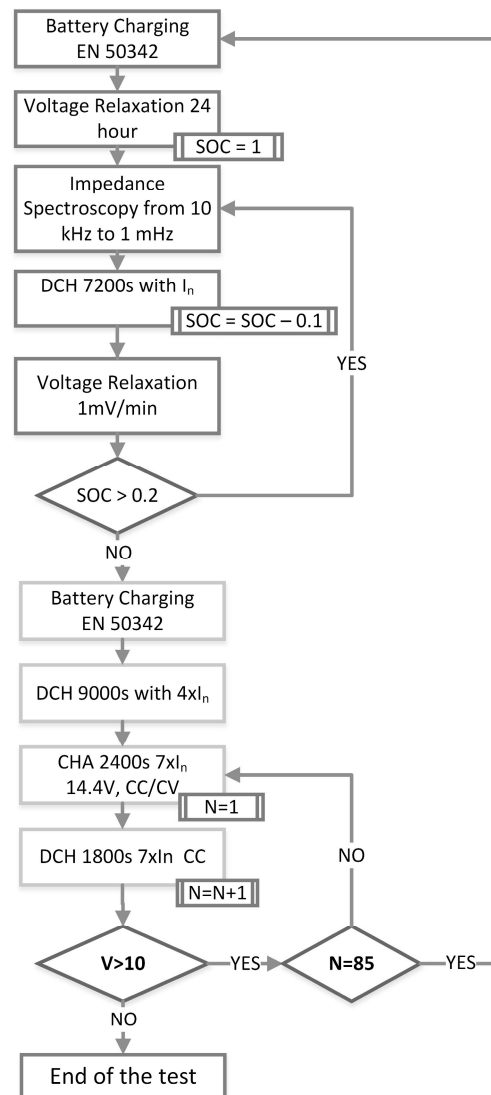 Battery Charging
EN 50342
Voltage Relaxation 24
hour
SOC = 1
Impedance
Spectroscopy from 10
kHz to 1 mHz
DCH 7200s with Iₙ
SOC = SOC – 0.1
YES
Voltage Relaxation
1mV/min
SOC > 0.2
NO
Battery Charging
EN 50342
DCH 9000s with 4xIₙ
CHA 2400s 7xIₙ
14.4V, CC/CV
N=1
NO
DCH 1800s 7xIn CC
N=N+1
V>10
YES
N=85
YES
NO
End of the test